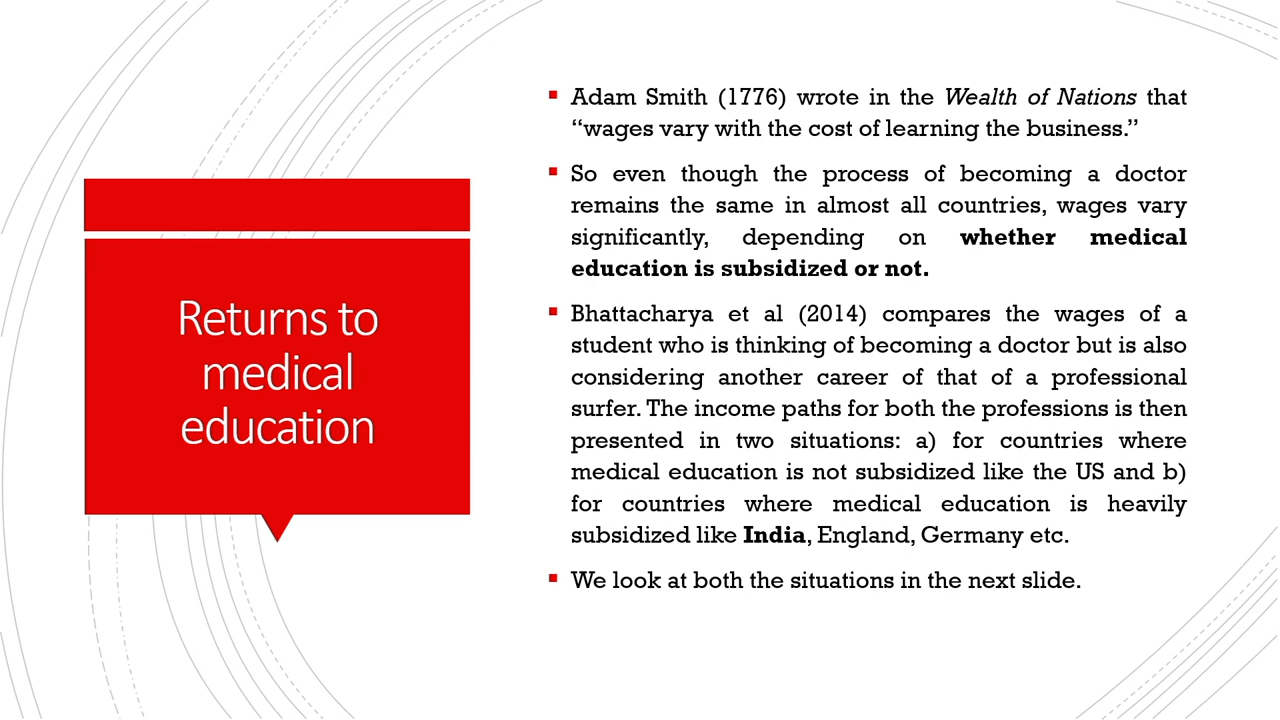 Returns to
medical
education
Adam Smith (1776) wrote in the Wealth of Nations that
“wages vary with the cost of learning the business.”
So even though the process of becoming a doctor
remains the same in almost all countries, wages vary
significantly, depending on whether medical
education is subsidized or not.
Bhattacharya et al (2014) compares the wages of a
student who is thinking of becoming a doctor but is also
considering another career of that of a professional
surfer. The income paths for both the professions is then
presented in two situations: a) for countries where
medical education is not subsidized like the US and b)
for countries where medical education is heavily
subsidized like India, England, Germany etc.
We look at both the situations in the next slide.